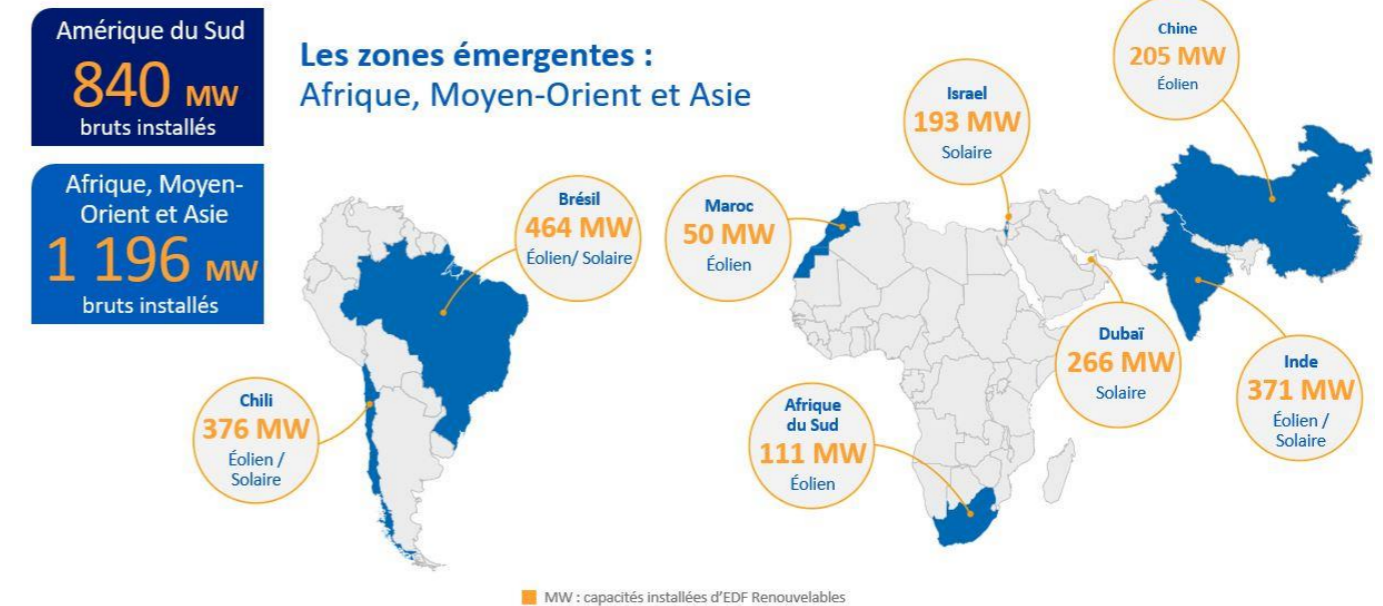 Amérique du Sud
840 MW
bruts installés
Afrique, Moyen-
Orient et Asie
1 196 MW
bruts installés
Les zones émergentes :
Afrique, Moyen-Orient et Asie
Brésil
464 MW
Éolien/ Solaire
Chili
376 MW
Éolien /
Solaire
Maroc
50 MW
Éolien
Israel
193 MW
Solaire
Chine
205 MW
Éolien
Dubaï
266 MW
Solaire
Inde
371 MW
Éolien /
Solaire
Afrique
du Sud
111 MW
Éolien
MW : capacités installées d’EDF Renouvelables